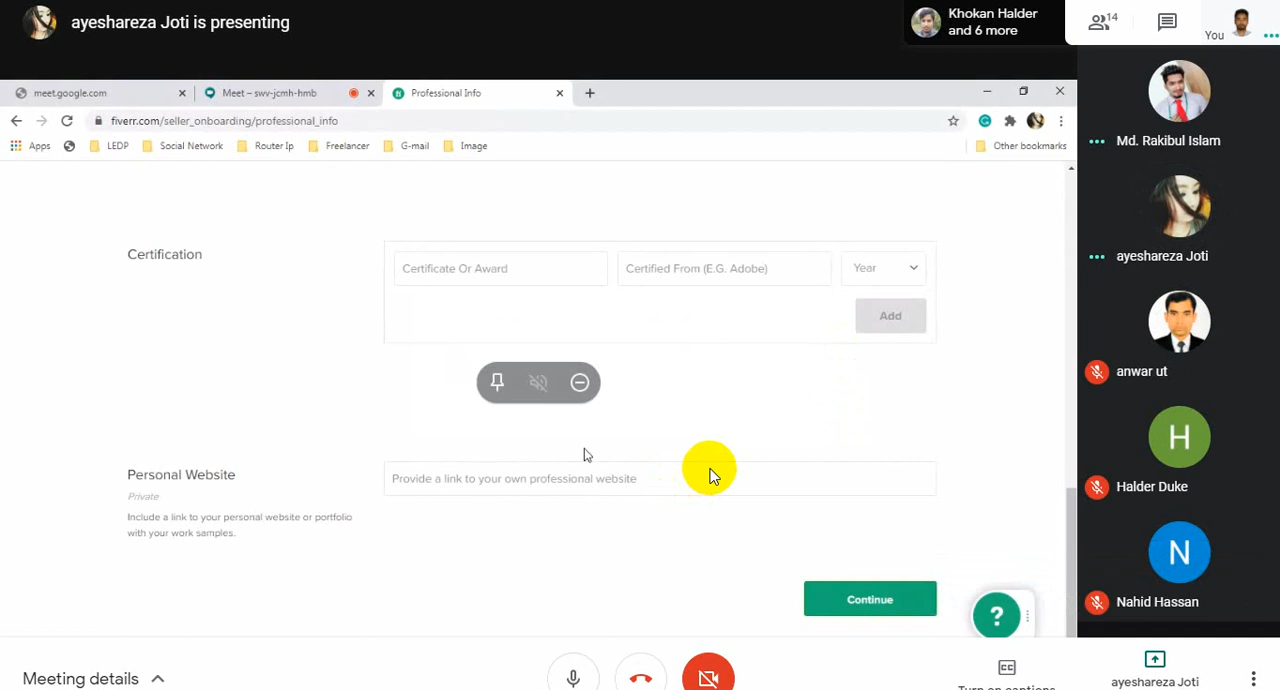 ayeshareza Joti is presenting
Khokan Halder
and 6 more
14
You
meet.google.com
Meet – swv-jcmh-hmb
Professional Info
fiverr.com/seller_onboarding/professional_info
Apps
LEDP
Social Network
Router Ip
Freelancer
G-mail
Image
Other bookmarks
Certification
Certificate Or Award
Certified From (E.G. Adobe)
Year
Add
Personal Website
Private
Include a link to your personal website or portfolio
with your work samples.
Provide a link to your own professional website
Continue
?
Md. Rakibul Islam
ayeshareza Joti
anwar ut
H
Halder Duke
N
Nahid Hassan
Meeting details
CC
Turn on captions
ayeshareza Joti